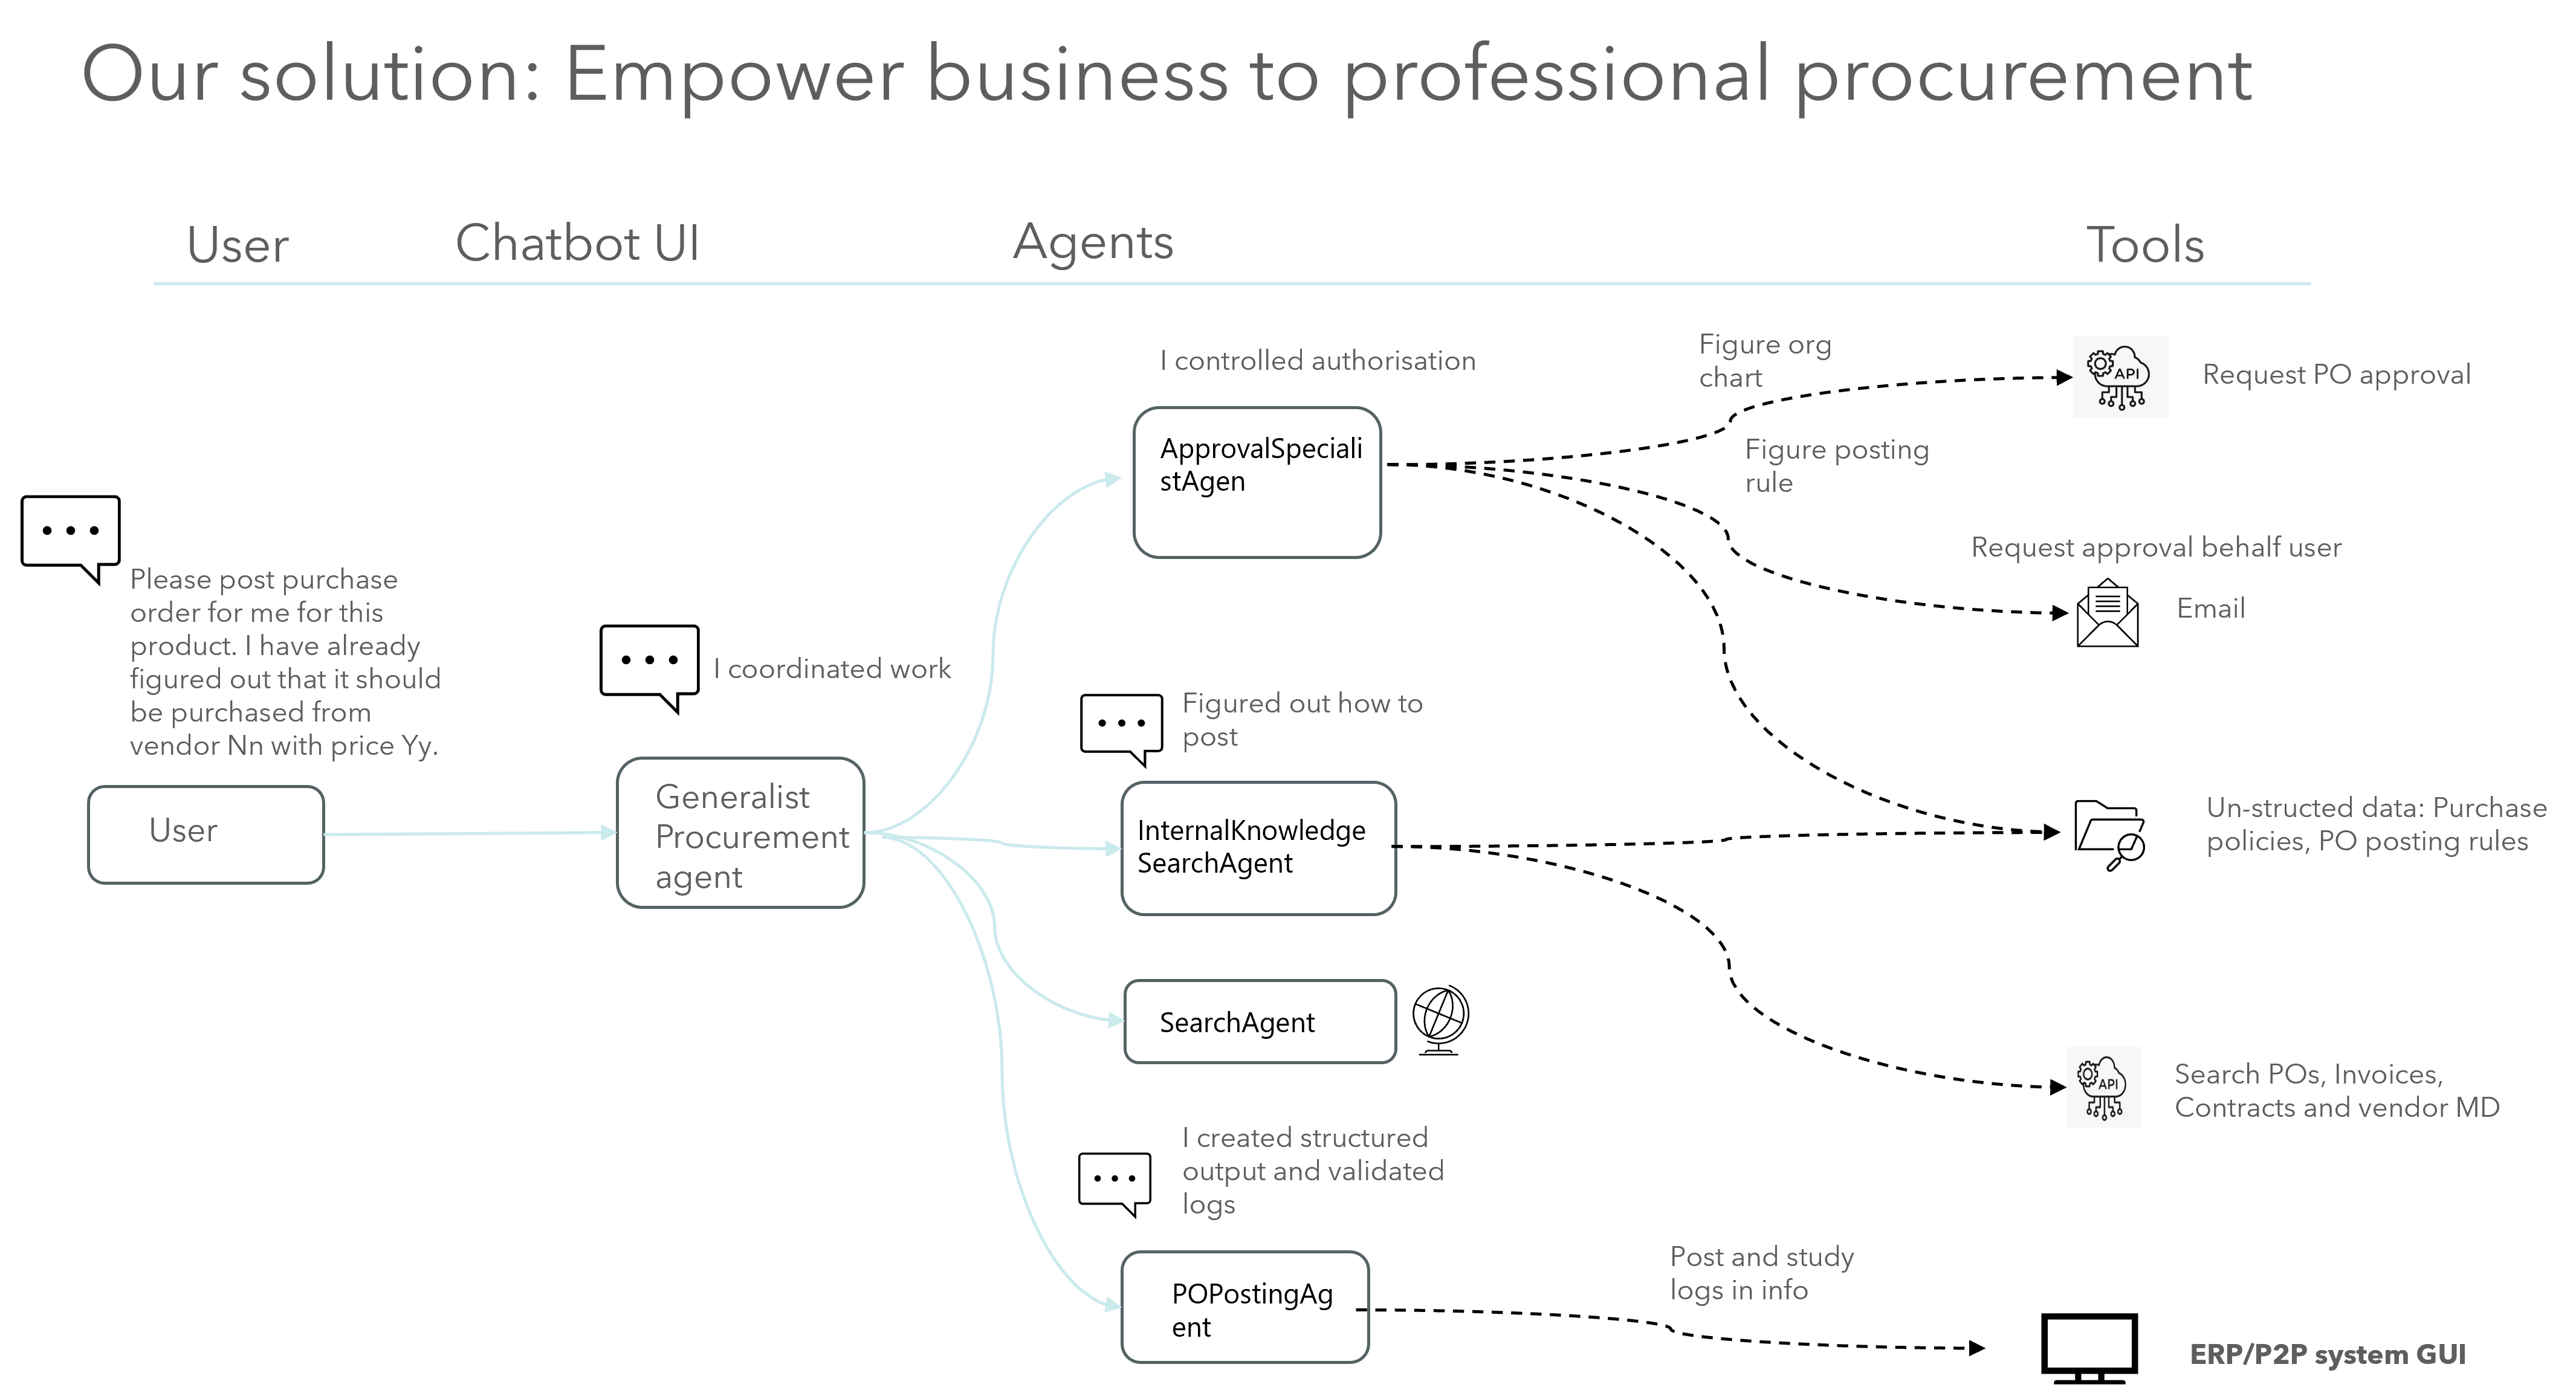 Our solution: Empower business to professional procurement
User
Chatbot UI
Agents
Tools
I controlled authorisation
Figure org
chart
API
Request PO approval
ApprovalSpeciali
stAgen
Figure posting
rule
Request approval behalf user
Email
Please post purchase
order for me for this
product. I have already
figured out that it should
be purchased from
vendor Nn with price Yy.
I coordinated work
Figured out how to
post
User
Generalist
Procurement
agent
InternalKnowledge
SearchAgent
Un-structed data: Purchase
policies, PO posting rules
SearchAgent
API
Search POs, Invoices,
Contracts and vendor MD
I created structured
output and validated
logs
POPostingAg
ent
Post and study
logs in info
ERP/P2P system GUI